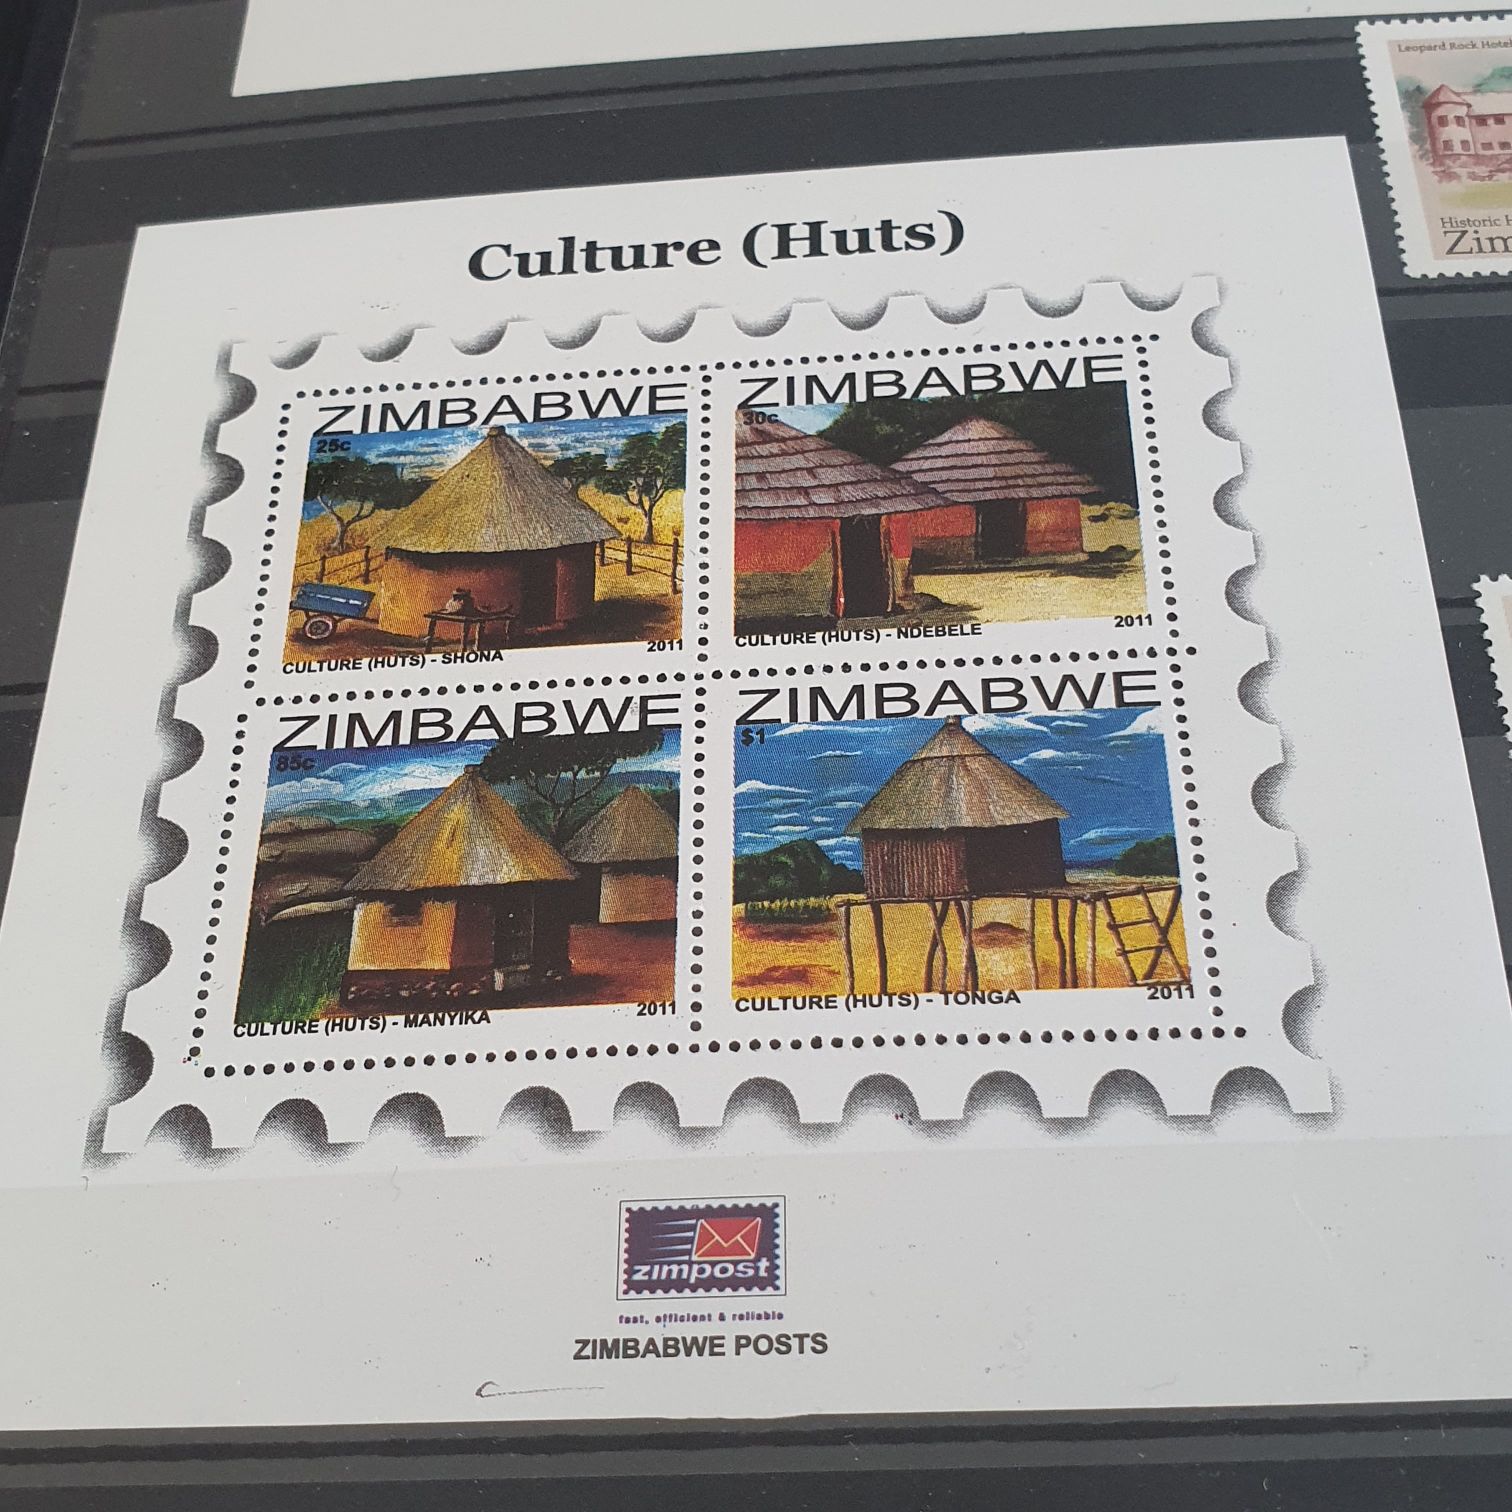 Leopard Rock Hotel
Historic
Culture (Huts)
ZIMBABWE
25c
CULTURE (HUTS) - SHONA
2011
ZIMBABWE
30c
CULTURE (HUTS) - NDEBELE
2011
ZIMBABWE
85c
CULTURE (HUTS) - MANYIKA
2011
ZIMBABWE
$1
CULTURE (HUTS) - TONGA
2011
zimpost
fast, efficient & reliable
ZIMBABWE POSTS